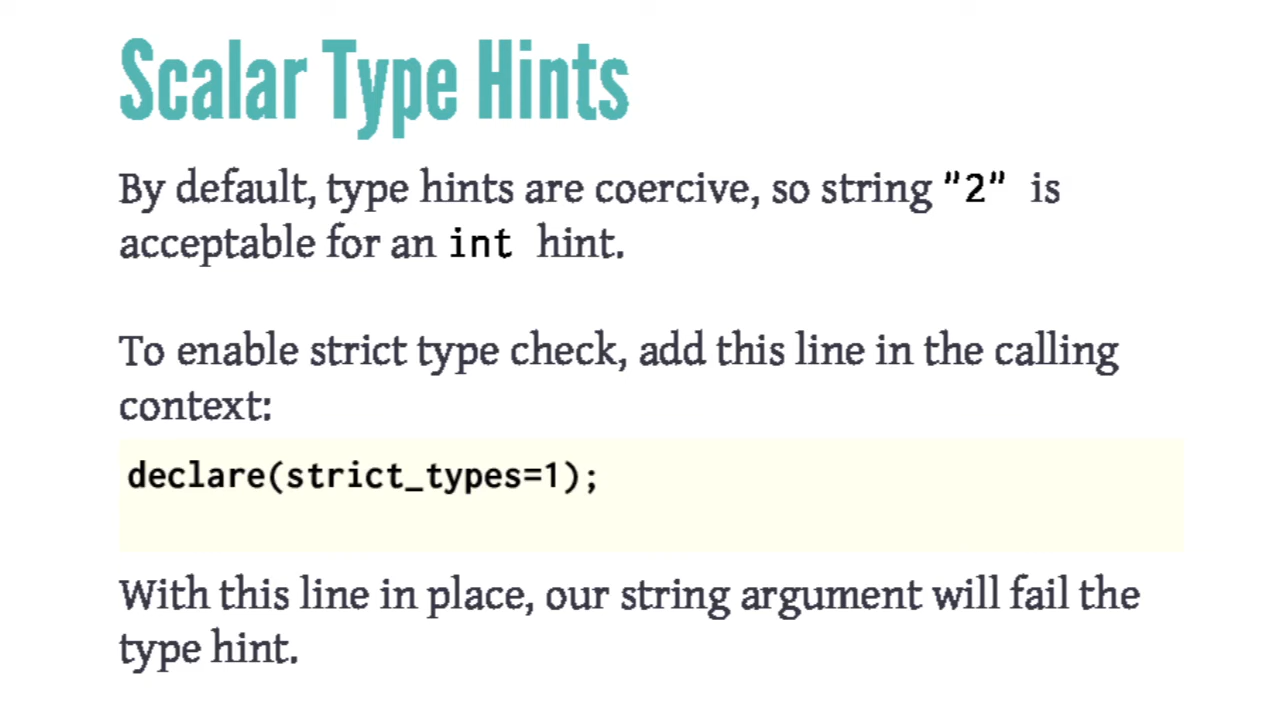 Scalar Type Hints
By default, type hints are coercive, so string "2" is
acceptable for an int hint.
To enable strict type check, add this line in the calling
context:
declare(strict_types=1);
With this line in place, our string argument will fail the
type hint.